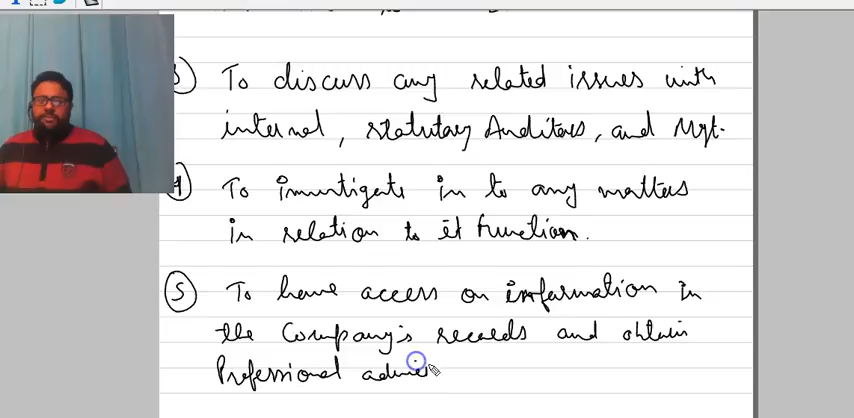 3) To discuss any related issues with
internal, statutory Auditors, and Mgt.
4) To investigate in to any matters
in relation to it function.
5) To have access on information in
the Company's records and obtain
Professional advice